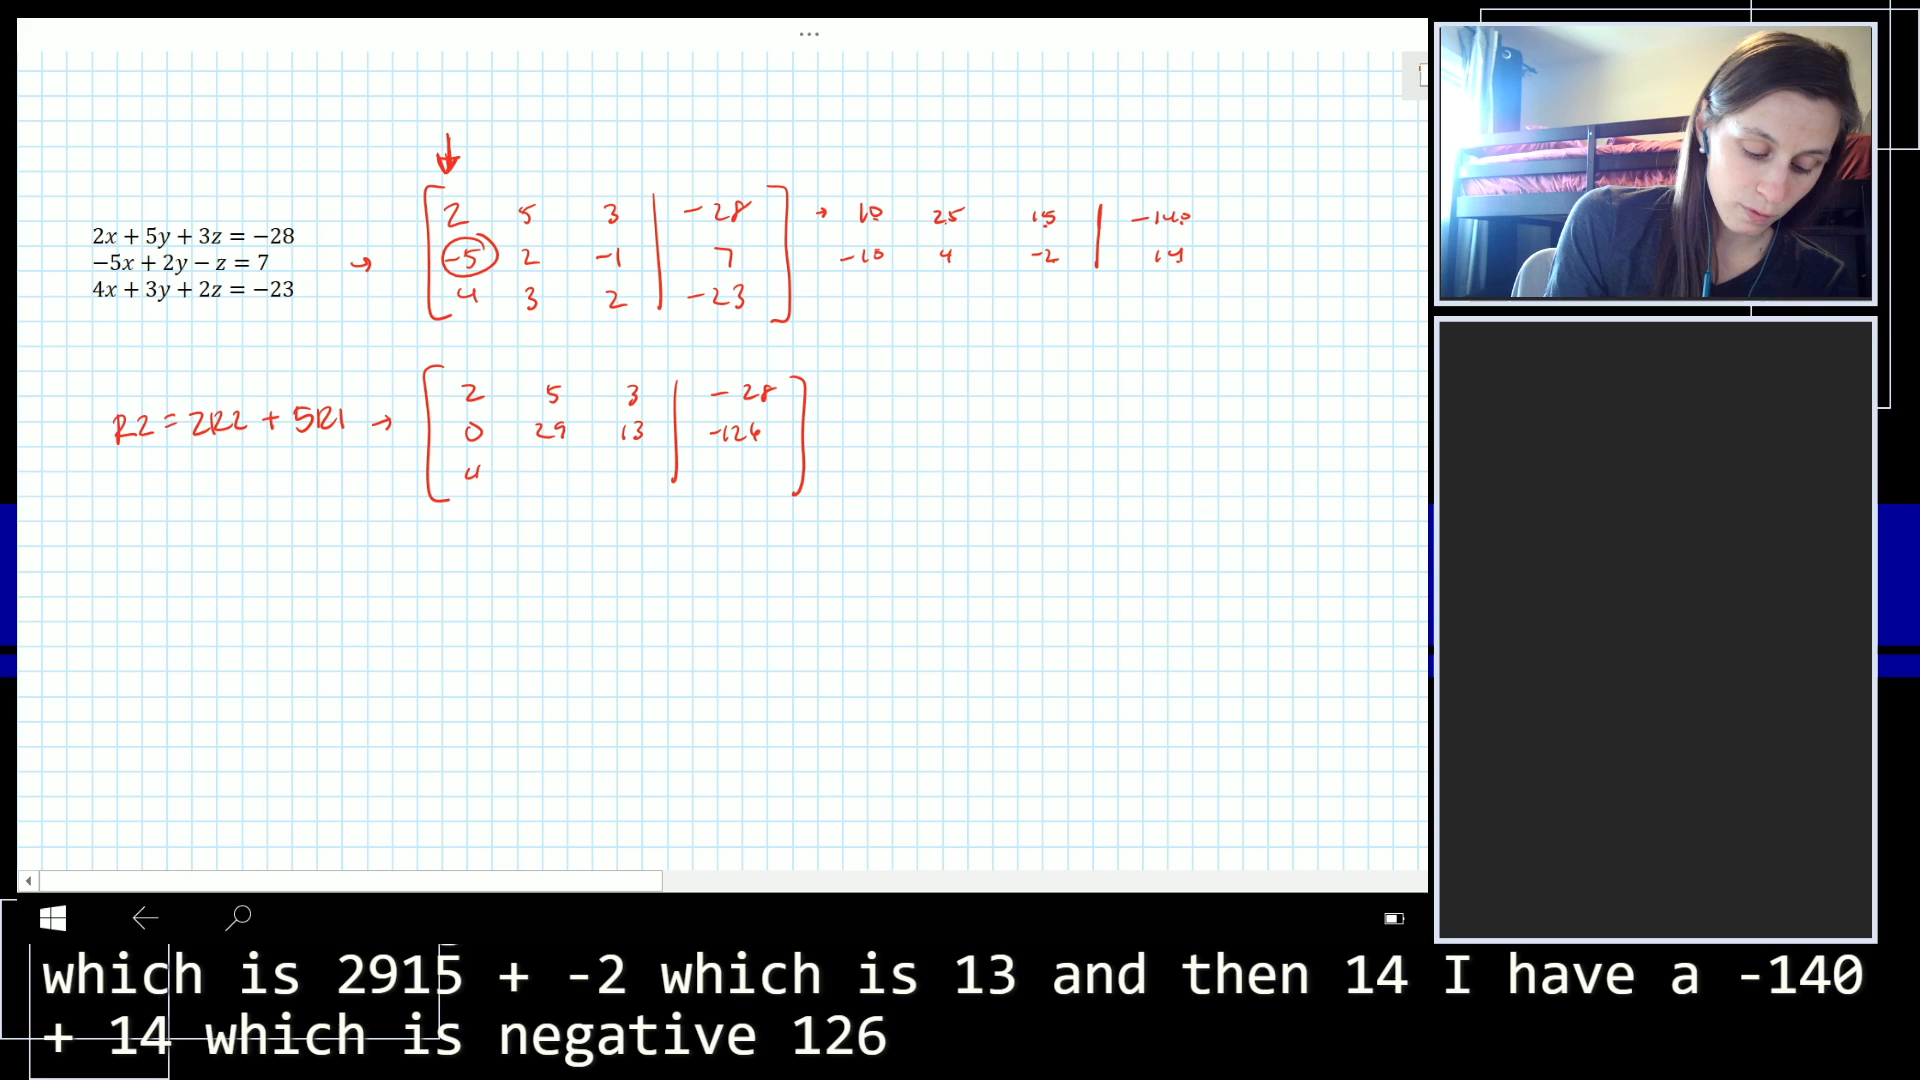 ...
2x + 5y + 3z = −28
−5x + 2y − z = 7
4x + 3y + 2z = −23
→
2 5 3 | −28 → 10 25 15 | −140
−5 2 −1 | 7 −10 4 −2 | 14
4 3 2 | −23
R2 = 2R2 + 5R1 →
2 5 3 | −28
0 29 13 | −126
4
which is 2915 + -2 which is 13 and then 14 I have a -140
+ 14 which is negative 126